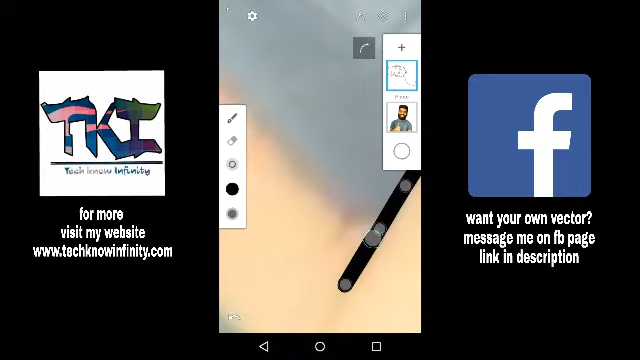 TKI
Tech know Infinity
for more
visit my website
www.techknowinfinity.com
Photo
f
want your own vector?
message me on fb page
link in description